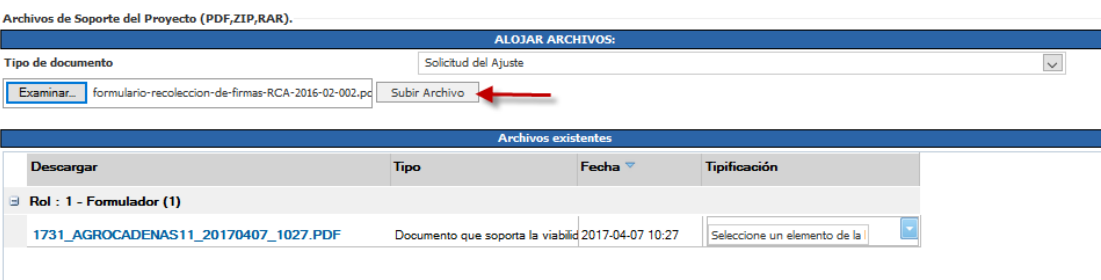 Archivos de Soporte del Proyecto (PDF,ZIP,RAR).
ALOJAR ARCHIVOS:
Tipo de documento Solicitud del Ajuste
Examinar... formulario-recoleccion-de-firmas-RCA-2016-02-002.pd Subir Archivo
Archivos existentes
Descargar Tipo Fecha Tipificación
Rol : 1 - Formulador (1)
1731_AGROCADENAS11_20170407_1027.PDF Documento que soporta la viabilid 2017-04-07 10:27 Seleccione un elemento de la